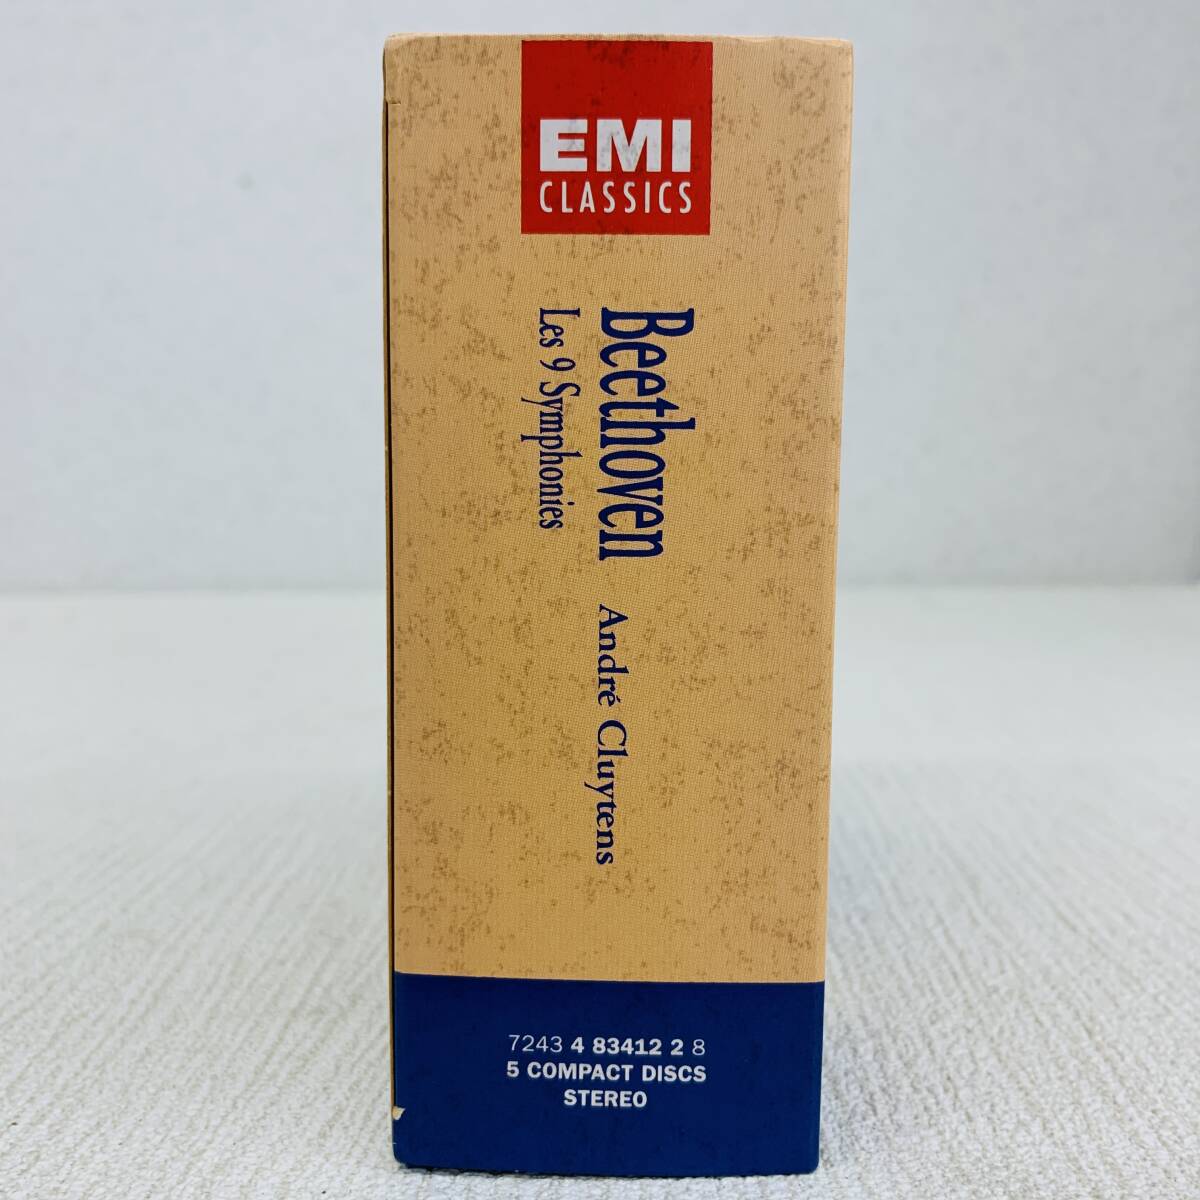 EMI
CLASSICS
Beethoven André Cluytens
Les 9 Symphonies
7243 4 83412 2 8
5 COMPACT DISCS
STEREO